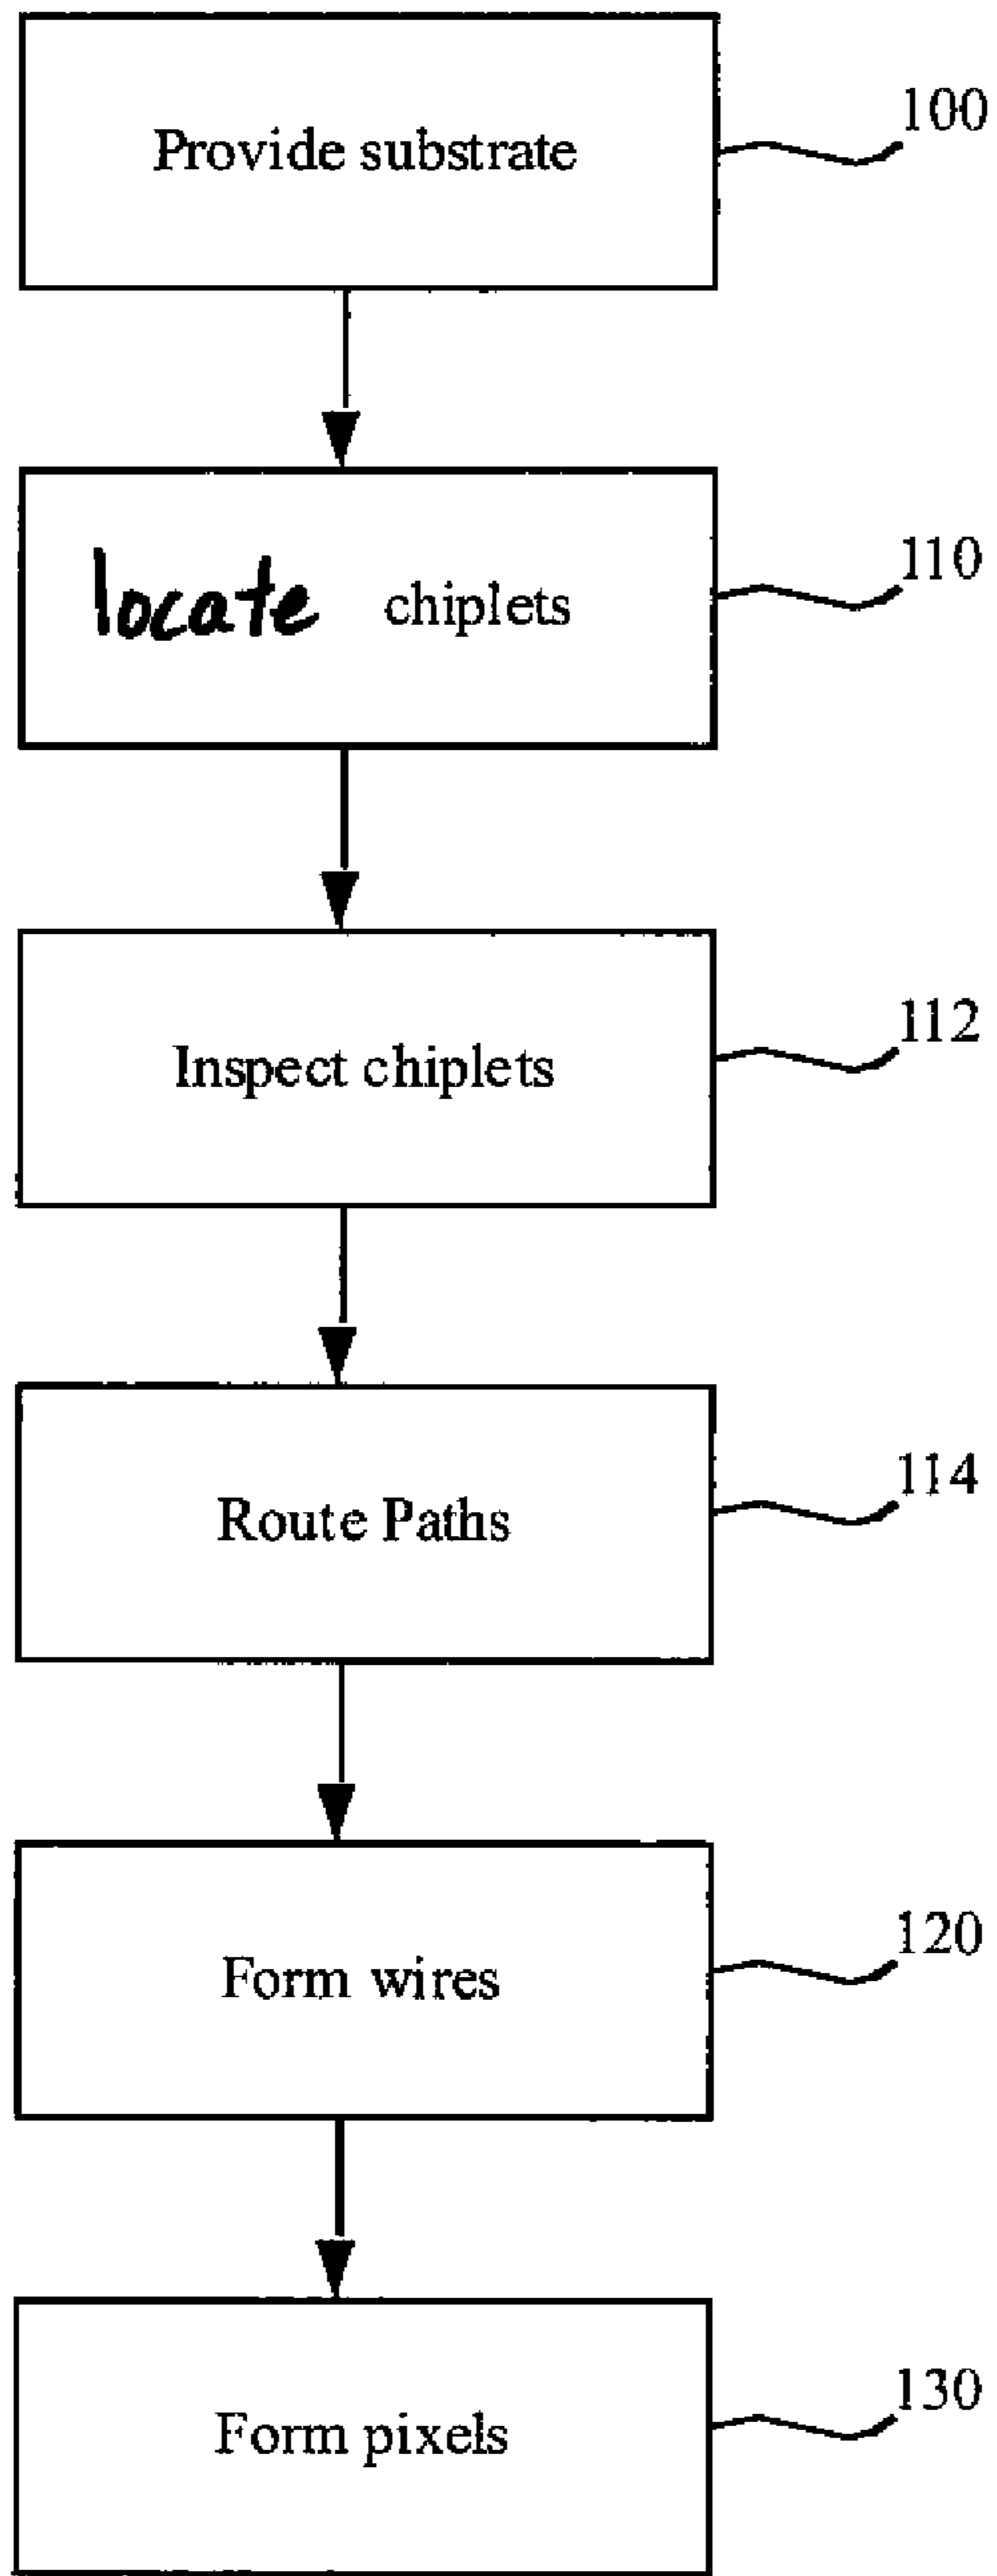 Provide substrate
100
locate chiplets
110
Inspect chiplets
112
Route Paths
114
Form wires
120
Form pixels
130